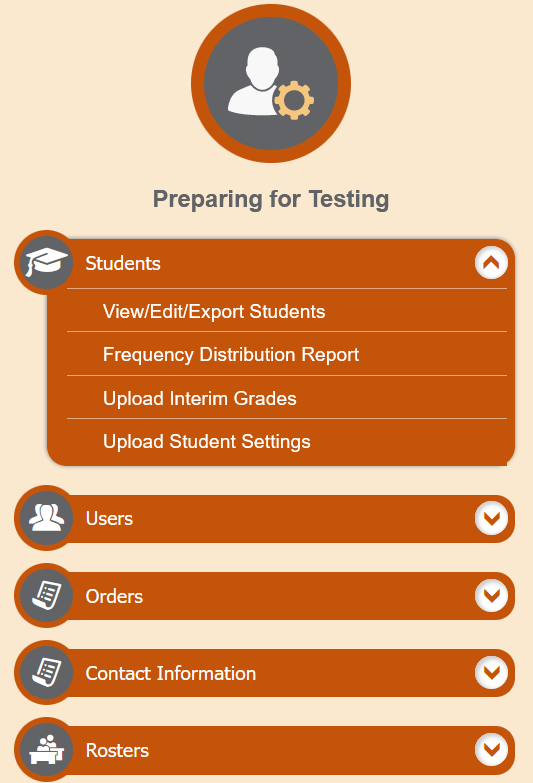 Preparing for Testing
Students
View/Edit/Export Students
Frequency Distribution Report
Upload Interim Grades
Upload Student Settings
Users
Orders
Contact Information
Rosters